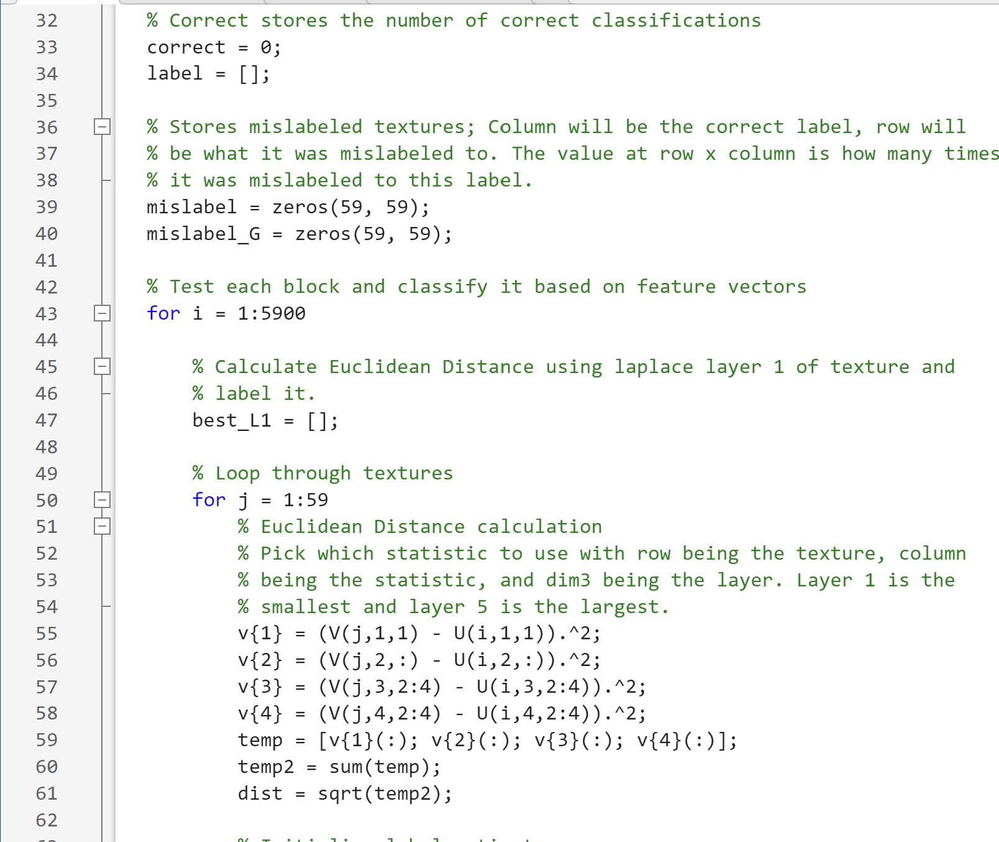 32 % Correct stores the number of correct classifications
33 correct = 0;
34 label = [];
35
36 % Stores mislabeled textures; Column will be the correct label, row will
37 % be what it was mislabeled to. The value at row x column is how many times
38 % it was mislabeled to this label.
39 mislabel = zeros(59, 59);
40 mislabel_G = zeros(59, 59);
41
42 % Test each block and classify it based on feature vectors
43 for i = 1:5900
44
45 % Calculate Euclidean Distance using laplace layer 1 of texture and
46 % label it.
47 best_L1 = [];
48
49 % Loop through textures
50 for j = 1:59
51 % Euclidean Distance calculation
52 % Pick which statistic to use with row being the texture, column
53 % being the statistic, and dim3 being the layer. Layer 1 is the
54 % smallest and layer 5 is the largest.
55 v{1} = (V(j,1,1) - U(i,1,1)).^2;
56 v{2} = (V(j,2,:) - U(i,2,:)).^2;
57 v{3} = (V(j,3,2:4) - U(i,3,2:4)).^2;
58 v{4} = (V(j,4,2:4) - U(i,4,2:4)).^2;
59 temp = [v{1}(:); v{2}(:); v{3}(:); v{4}(:)];
60 temp2 = sum(temp);
61 dist = sqrt(temp2);
62